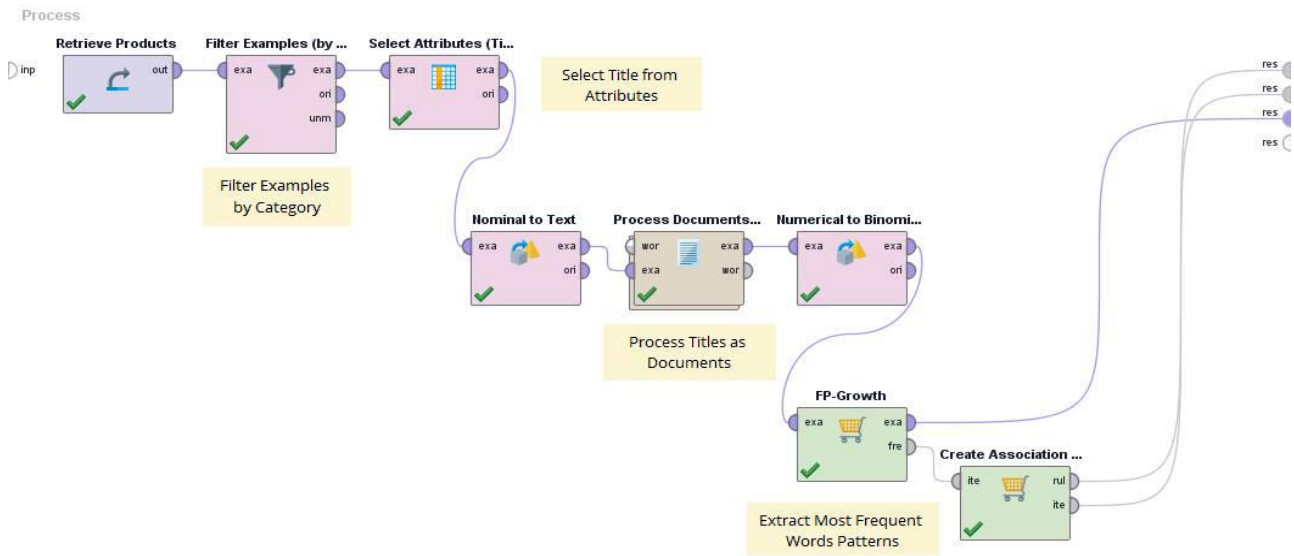 Process
inp
Retrieve Products
out
Filter Examples (by ...
exa
exa
ori
unm
Select Attributes (Ti...
exa
exa
ori
Select Title from
Attributes
res
res
res
res
Filter Examples
by Category
Nominal to Text
exa
exa
ori
Process Documents...
wor
exa
exa
wor
Numerical to Binomi...
exa
exa
ori
Process Titles as
Documents
FP-Growth
exa
exa
fre
Create Association ...
ite
rul
ite
Extract Most Frequent
Words Patterns